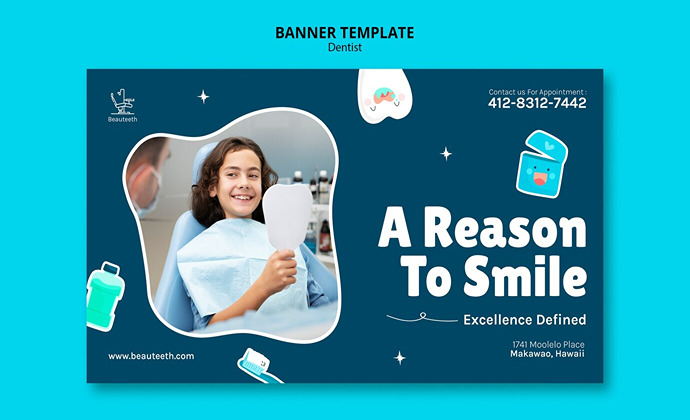 BANNER TEMPLATE
Dentist
Beauteeth
Contact us For Appointment :
412-8312-7442
A Reason
To Smile
Excellence Defined
1741 Moolelo Place
Makawao, Hawaii
www.beauteeth.com